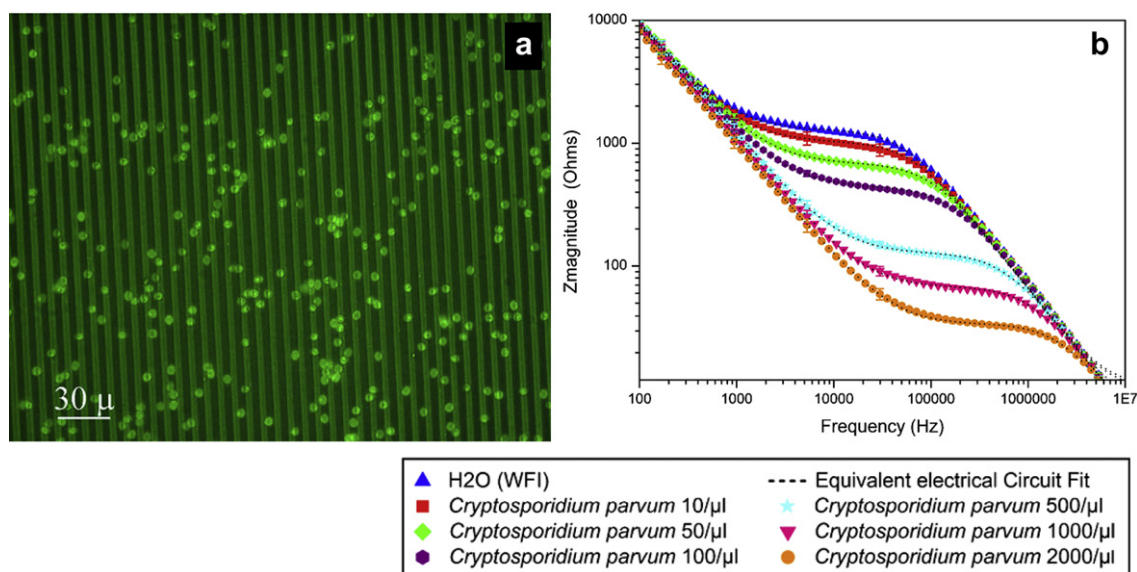 a
30 μ
b
10000
1000
100
Zmagnitude (Ohms)
100 1000 10000 100000 1000000 1E7
Frequency (Hz)
H2O (WFI)
Cryptosporidium parvum 10/μl
Cryptosporidium parvum 50/μl
Cryptosporidium parvum 100/μl
Equivalent electrical Circuit Fit
Cryptosporidium parvum 500/μl
Cryptosporidium parvum 1000/μl
Cryptosporidium parvum 2000/μl